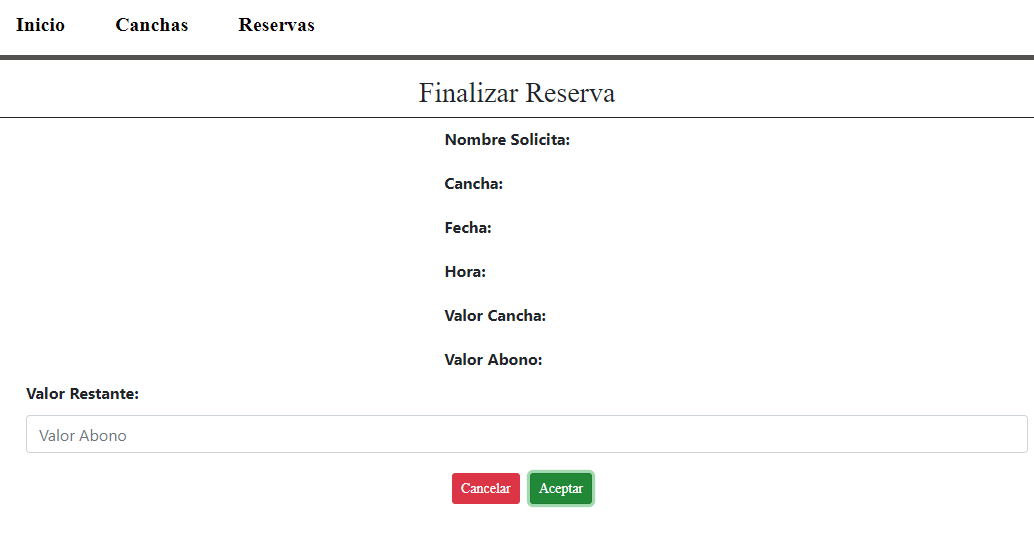 Inicio Canchas Reservas
Finalizar Reserva
Nombre Solicita:
Cancha:
Fecha:
Hora:
Valor Cancha:
Valor Abono:
Valor Restante:
Valor Abono
Cancelar Aceptar